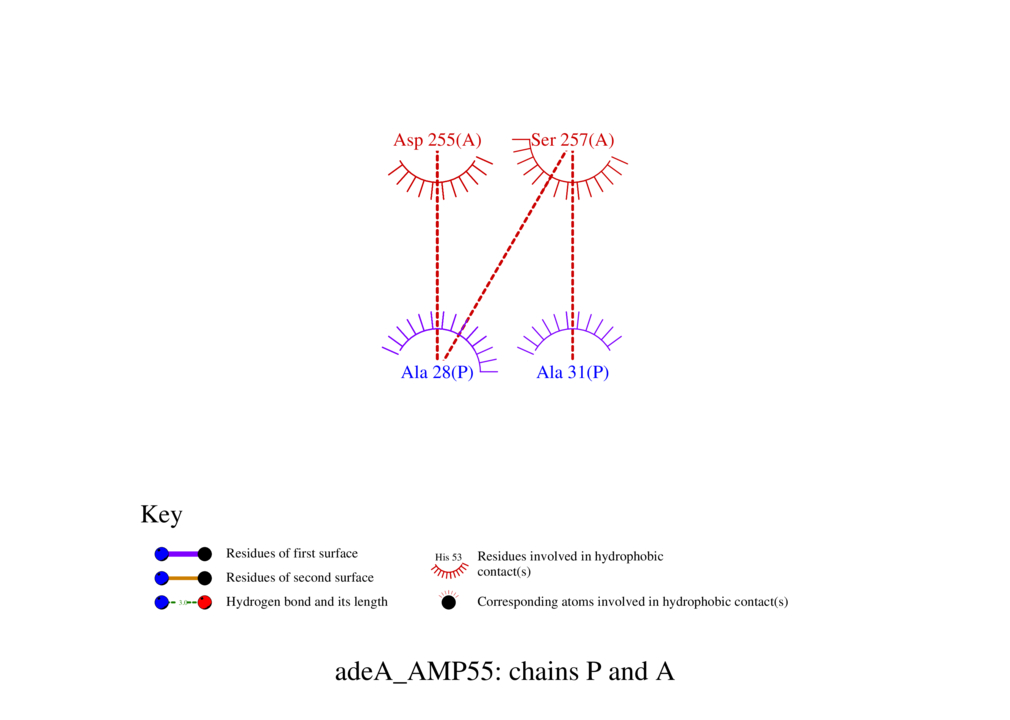 Asp 255(A)
Ser 257(A)
Ala 28(P)
Ala 31(P)
Key
Residues of first surface
Residues of second surface
3.0
Hydrogen bond and its length
His 53
Residues involved in hydrophobic
contact(s)
Corresponding atoms involved in hydrophobic contact(s)
adeA_AMP55: chains P and A